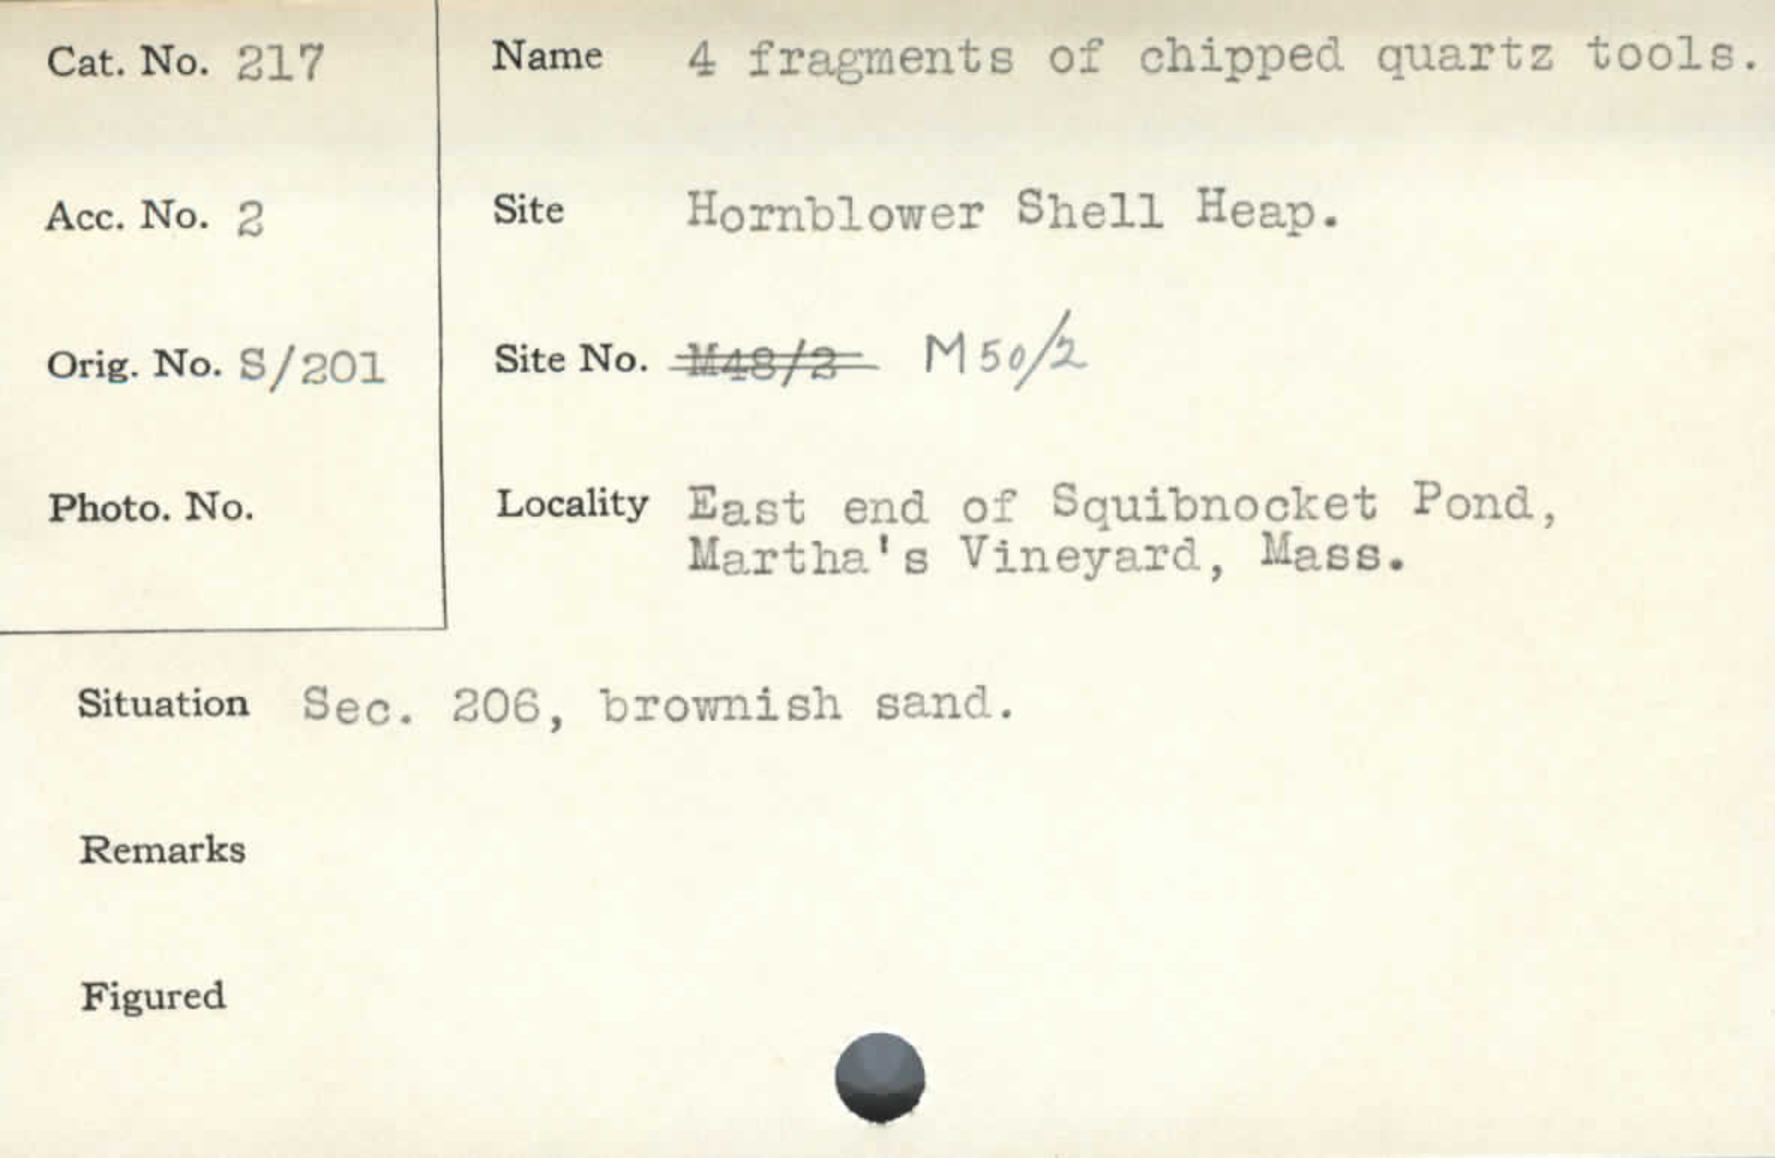 Cat. No. 217
Name 4 fragments of chipped quartz tools.
Acc. No. 2
Site Hornblower Shell Heap.
Orig. No. S/201
Site No. M48/2 M50/2
Photo. No.
Locality East end of Squibnocket Pond,
Martha's Vineyard, Mass.
Situation Sec. 206, brownish sand.
Remarks
Figured